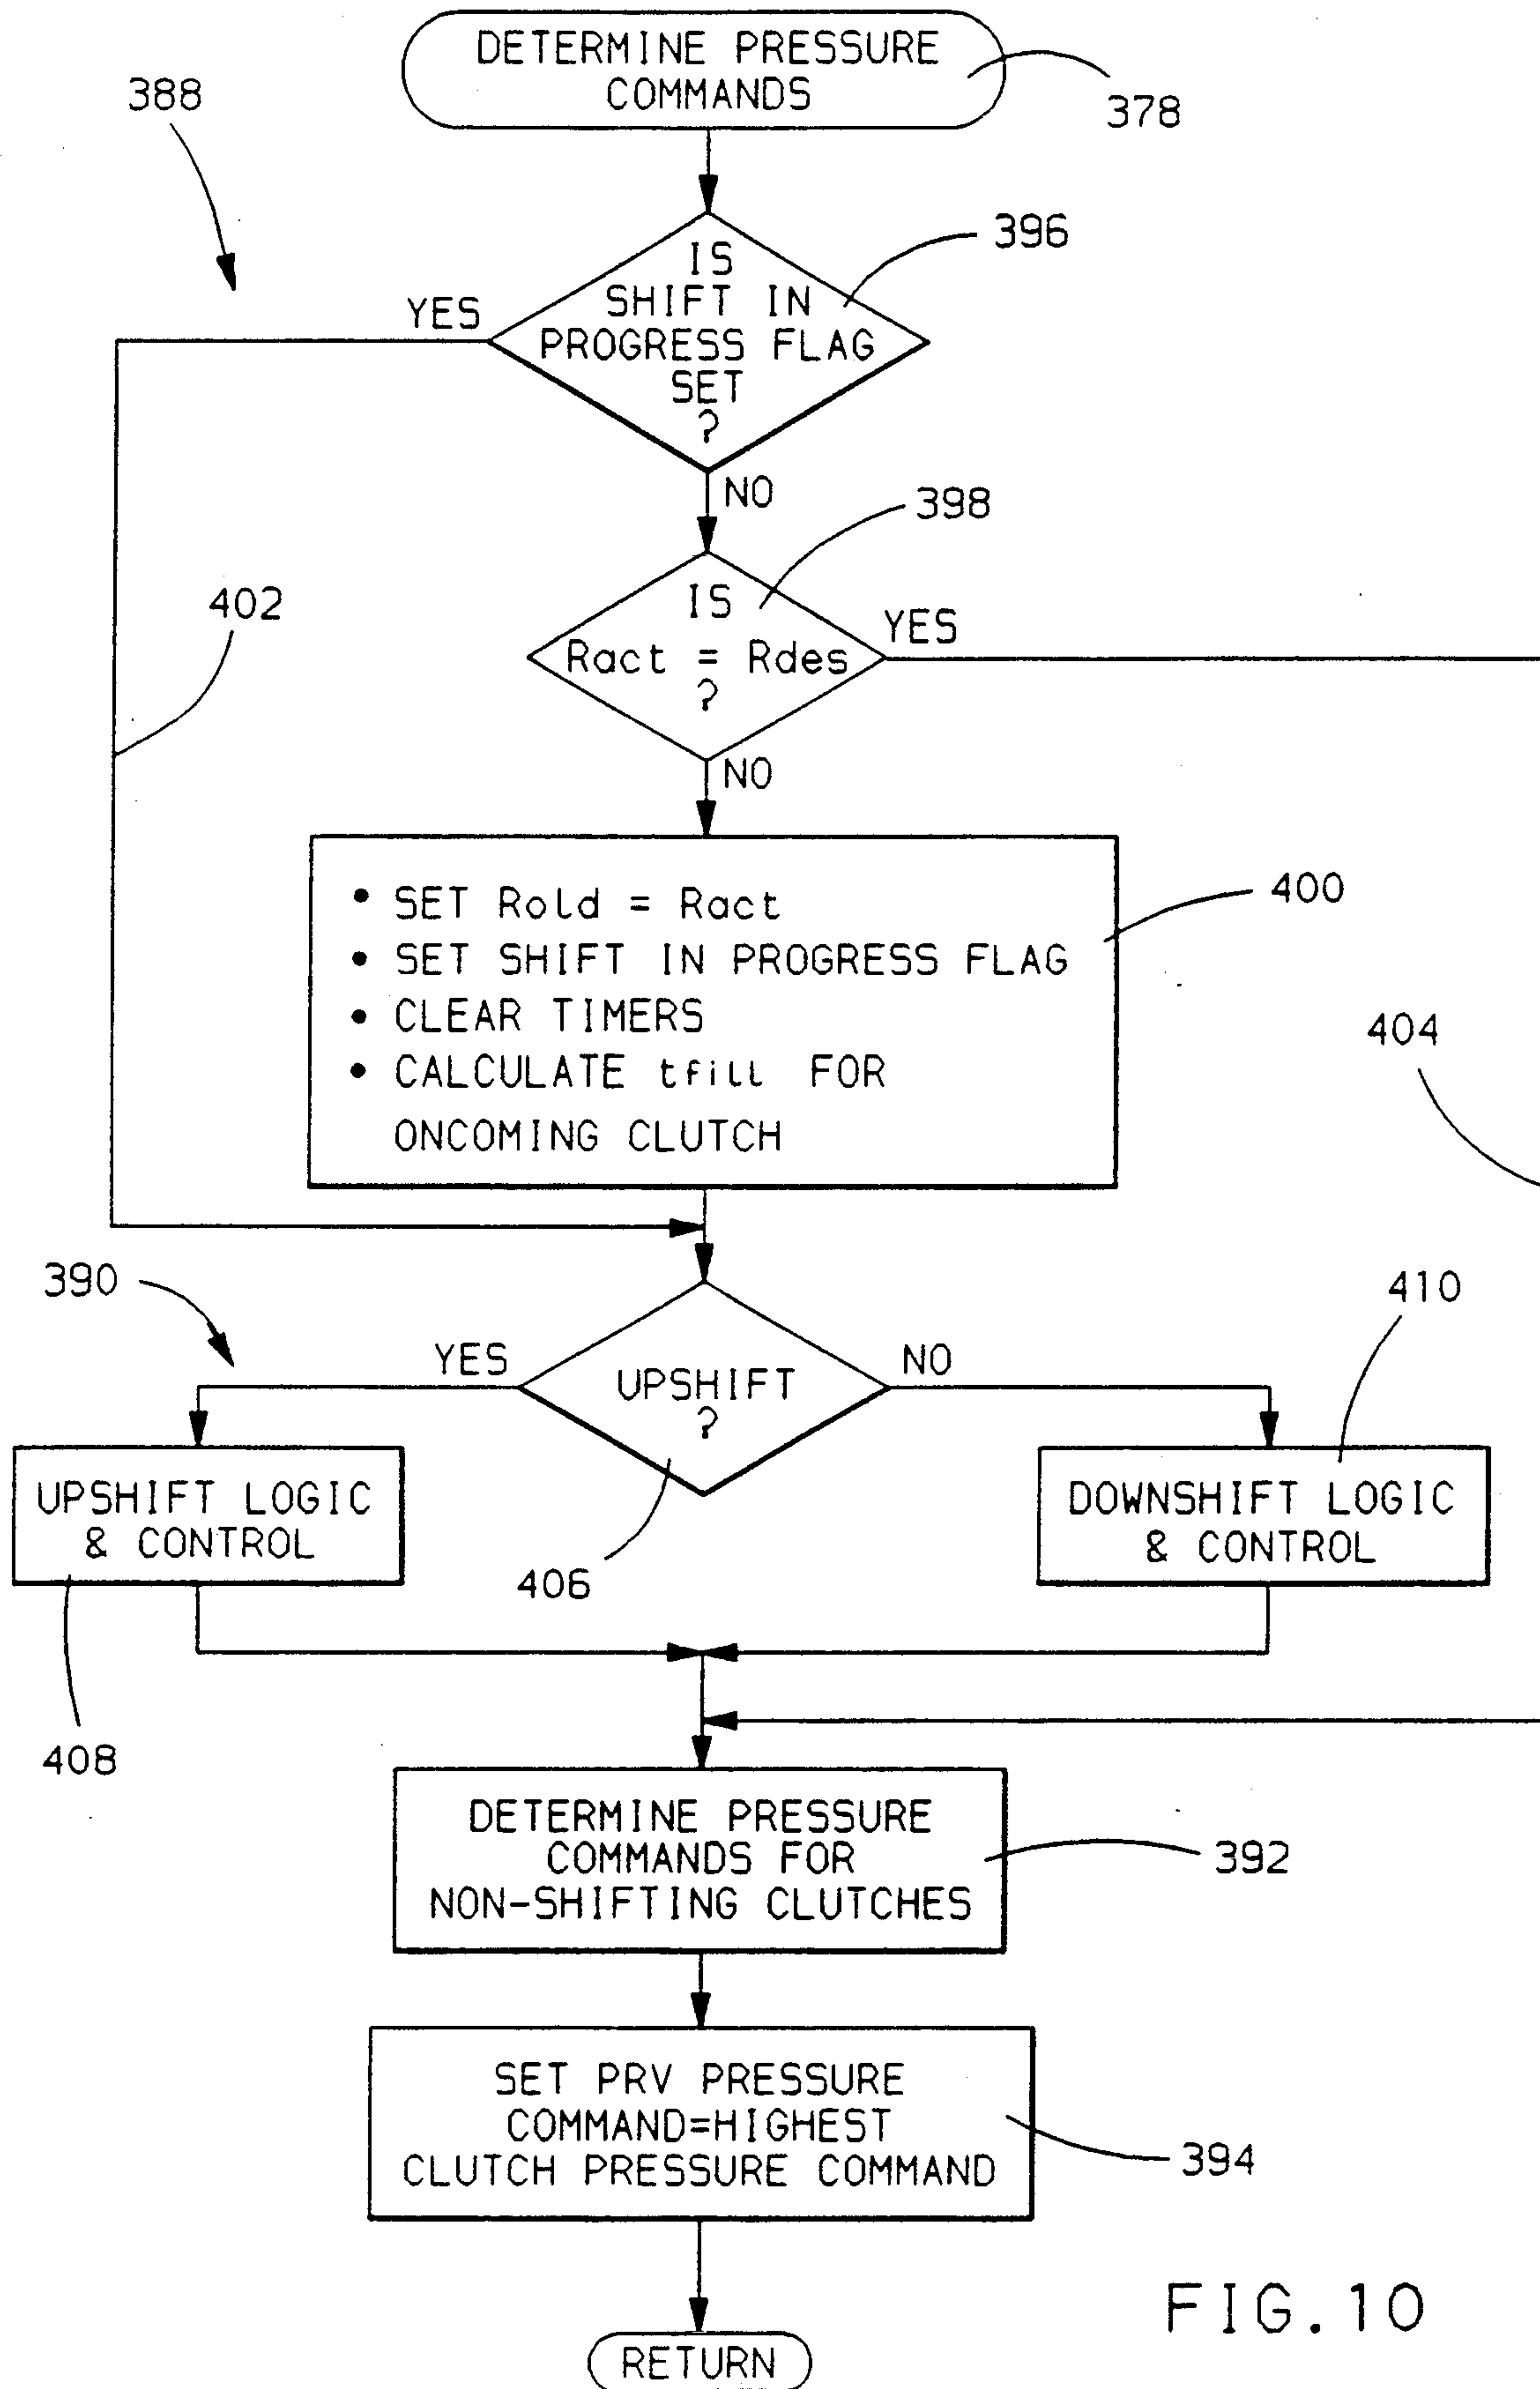 DETERMINE PRESSURE
COMMANDS
378
388
396
IS
SHIFT IN
PROGRESS FLAG
SET
?
YES
NO
398
402
IS
Ract = Rdes
?
YES
NO
400
• SET Rold = Ract
• SET SHIFT IN PROGRESS FLAG
• CLEAR TIMERS
• CALCULATE tfill FOR
ONCOMING CLUTCH
404
390
410
YES
UPSHIFT
?
NO
UPSHIFT LOGIC
& CONTROL
DOWNSHIFT LOGIC
& CONTROL
406
408
DETERMINE PRESSURE
COMMANDS FOR
NON-SHIFTING CLUTCHES
392
SET PRV PRESSURE
COMMAND=HIGHEST
CLUTCH PRESSURE COMMAND
394
RETURN
FIG.10